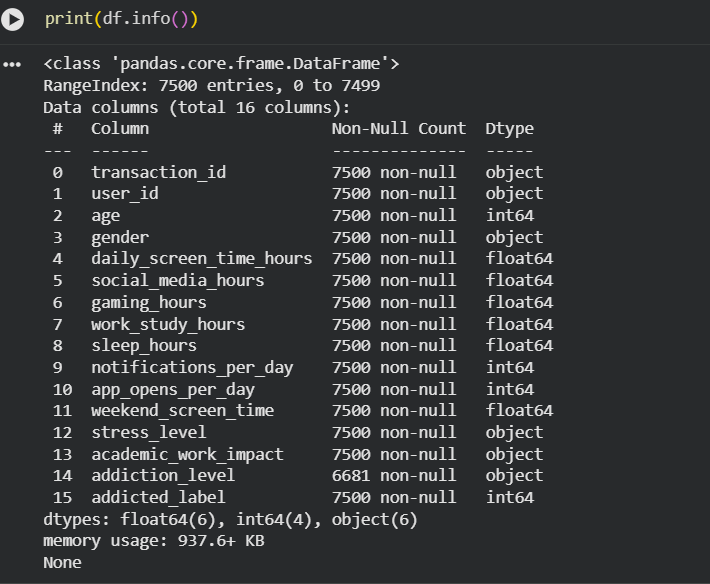 print(df.info())
<class 'pandas.core.frame.DataFrame'>
RangeIndex: 7500 entries, 0 to 7499
Data columns (total 16 columns):
 #   Column                   Non-Null Count  Dtype
---  ------                   --------------  -----
 0   transaction_id           7500 non-null   object
 1   user_id                  7500 non-null   object
 2   age                      7500 non-null   int64
 3   gender                   7500 non-null   object
 4   daily_screen_time_hours  7500 non-null   float64
 5   social_media_hours       7500 non-null   float64
 6   gaming_hours             7500 non-null   float64
 7   work_study_hours         7500 non-null   float64
 8   sleep_hours              7500 non-null   float64
 9   notifications_per_day    7500 non-null   int64
 10  app_opens_per_day        7500 non-null   int64
 11  weekend_screen_time      7500 non-null   float64
 12  stress_level             7500 non-null   object
 13  academic_work_impact     7500 non-null   object
 14  addiction_level          6681 non-null   object
 15  addicted_label           7500 non-null   int64
dtypes: float64(6), int64(4), object(6)
memory usage: 937.6+ KB
None